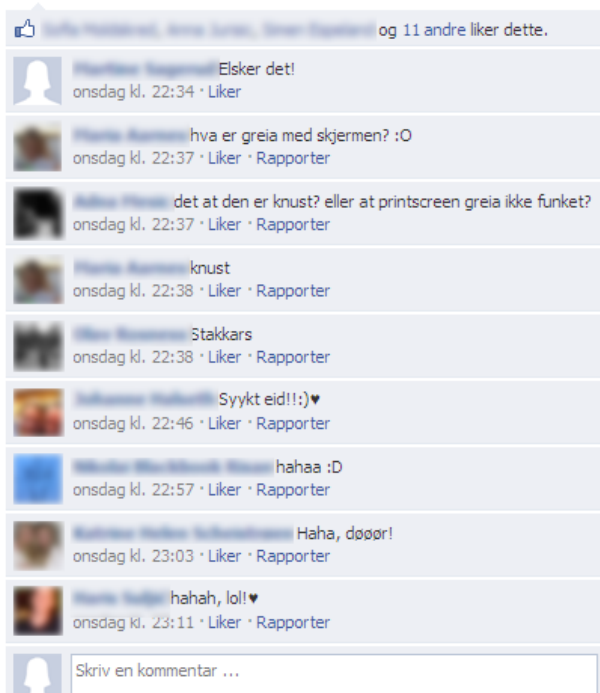 og 11 andre liker dette.
Elsker det!
onsdag kl. 22:34 · Liker
hva er greia med skjermen? :O
onsdag kl. 22:37 · Liker · Rapporter
det at den er knust? eller at printscreen greia ikke funket?
onsdag kl. 22:37 · Liker · Rapporter
knust
onsdag kl. 22:38 · Liker · Rapporter
Stakkars
onsdag kl. 22:38 · Liker · Rapporter
Syykt eid!!:)♥
onsdag kl. 22:46 · Liker · Rapporter
hahaa :D
onsdag kl. 22:57 · Liker · Rapporter
Haha, døøør!
onsdag kl. 23:03 · Liker · Rapporter
hahah, lol!♥
onsdag kl. 23:11 · Liker · Rapporter
Skriv en kommentar ...